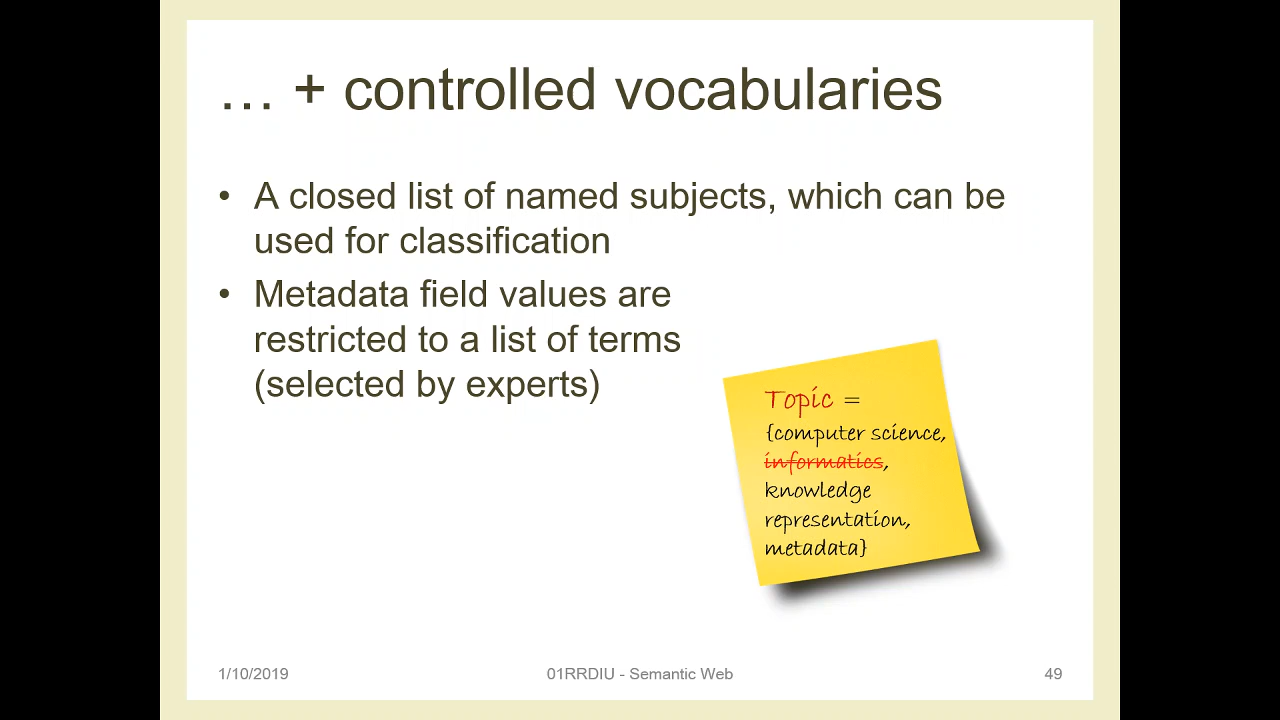 … + controlled vocabularies
• A closed list of named subjects, which can be
used for classification
• Metadata field values are
restricted to a list of terms
(selected by experts)
Topic =
{computer science,
informatics,
knowledge
representation,
metadata}
1/10/2019 01RRDIU - Semantic Web 49